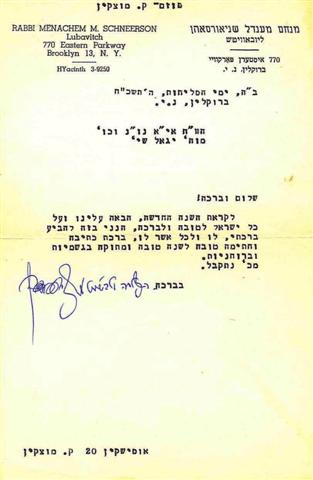 פוזס" ק. מוצקין
RABBI MENACHEM M. SCHNEERSON
Lubavitch
770 Eastern Parkway
Brooklyn 13, N. Y.
HYacinth 3-9250
מנחם מענדל שניאורסאהן
ליובאוויטש
770 איסטערן פארקוויי
ברוקלין, נ. י.
ב"ה, ימי הסליחות, ה'תשכ"ח
ברוקלין, נ.י.
הוו"ח אי"א נו"נ וכו'
מוה' יגאל שי'
שלום וברכה!
לקראת השנה החדשה, הבאה עלינו ועל
כל ישראל לטובה ולברכה, הנני בזה להביע
ברכתי, לו ולכל אשר לו, ברכת כתיבה
וחתימה טובה לשנה טובה ומתוקה בגשמיות
וברוחניות.
מכ' נתקבל.
בברכת
אוסישקין 20 ק. מוצקין